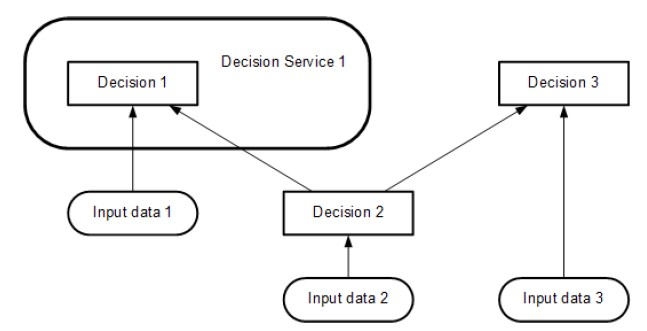 Decision Service 1
Decision 1
Decision 3
Input data 1
Decision 2
Input data 2
Input data 3